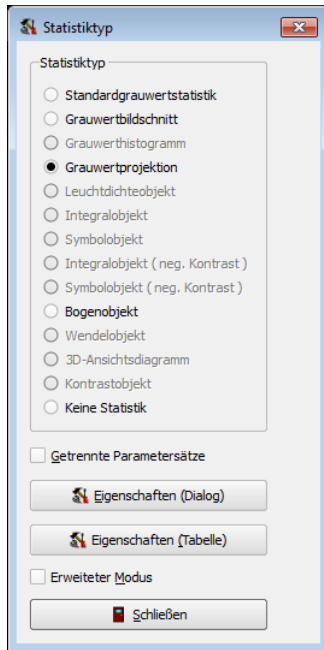 Statistiktyp
Statistiktyp
Standardgrauwertstatistik
Grauwertbildschnitt
Grauwerthistogramm
Grauwertprojektion
Leuchtdichteobjekt
Integralobjekt
Symbolobjekt
Integralobjekt ( neg. Kontrast )
Symbolobjekt ( neg. Kontrast )
Bogenobjekt
Wendelobjekt
3D-Ansichtsdiagramm
Kontrastobjekt
Keine Statistik
Getrennte Parametersätze
Eigenschaften (Dialog)
Eigenschaften (Tabelle)
Erweiteter Modus
Schließen